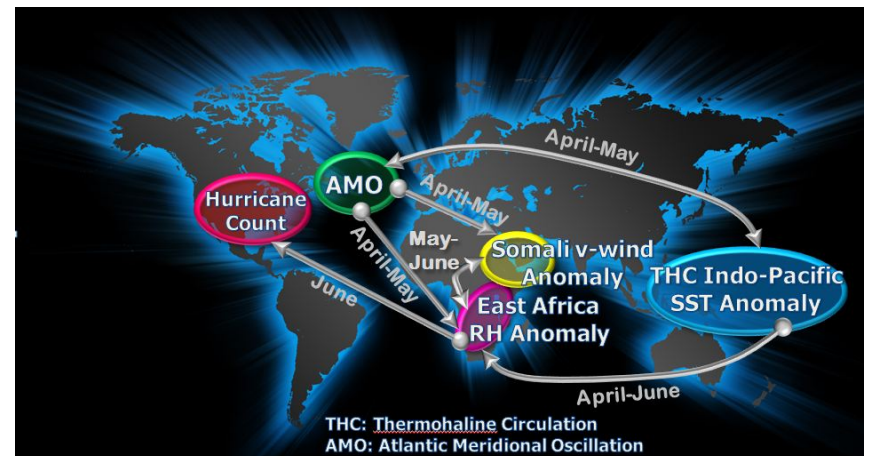 April-May
AMO
April-May
Hurricane
Count
April-May
May-
June
Somali v-wind
Anomaly
THC Indo-Pacific
SST Anomaly
June
East Africa
RH Anomaly
April-June
THC: Thermohaline Circulation
AMO: Atlantic Meridional Oscillation